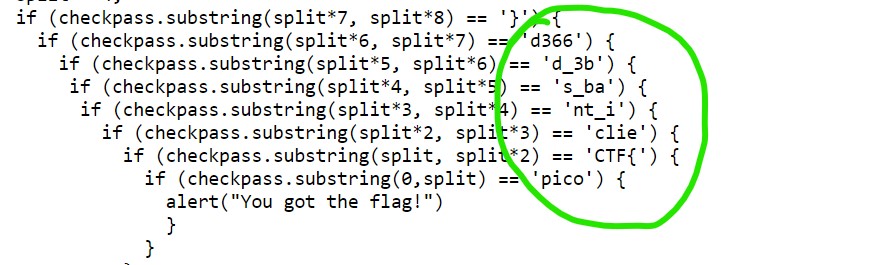 if (checkpass.substring(split*7, split*8) == '}') {
if (checkpass.substring(split*6, split*7) == 'd366') {
if (checkpass.substring(split*5, split*6) == 'd_3b') {
if (checkpass.substring(split*4, split*5) == 's_ba') {
if (checkpass.substring(split*3, split*4) == 'nt_i') {
if (checkpass.substring(split*2, split*3) == 'clie') {
if (checkpass.substring(split, split*2) == 'CTF{') {
if (checkpass.substring(0,split) == 'pico') {
alert("You got the flag!")
}
}